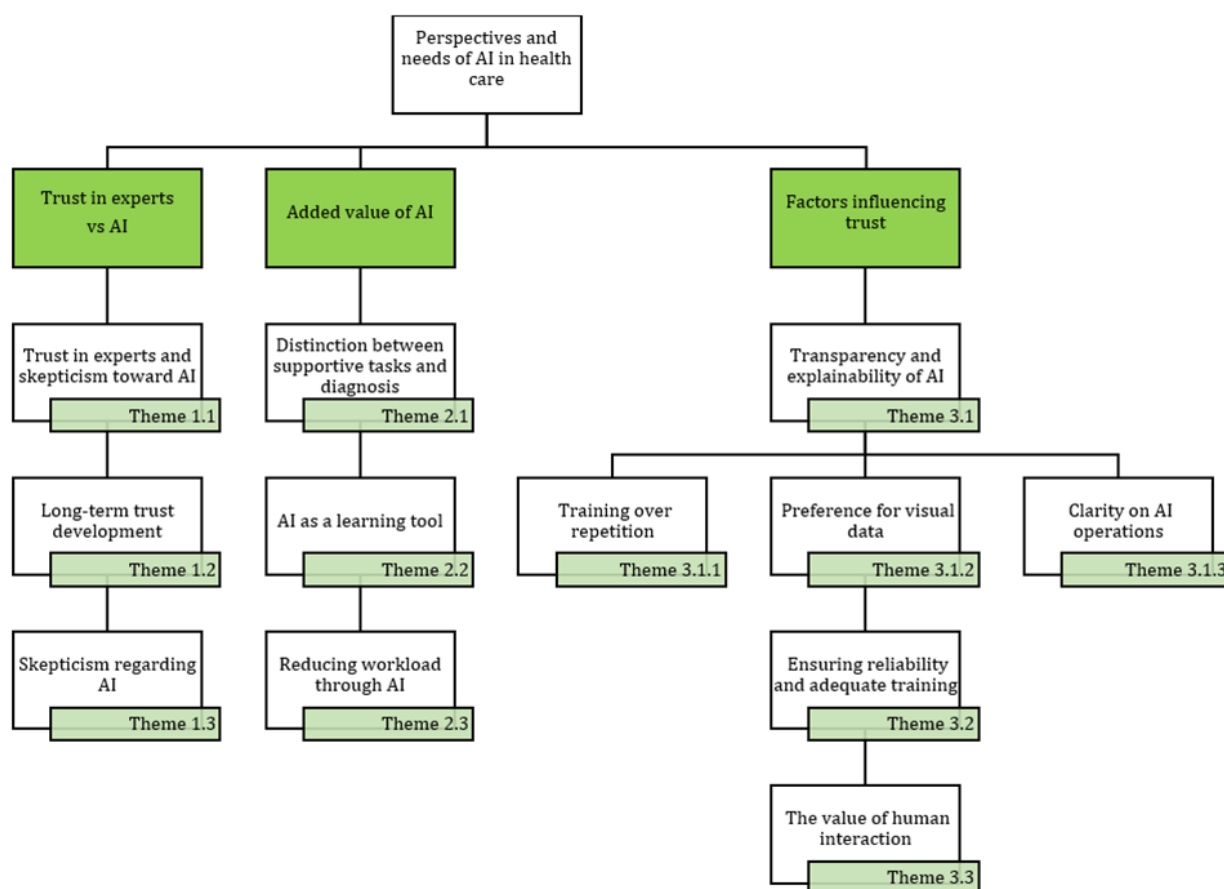 Perspectives and
needs of AI in health
care
Trust in experts
vs AI
Added value of AI
Factors influencing
trust
Trust in experts and
skepticism toward AI
Theme 1.1
Distinction between
supportive tasks and
diagnosis
Theme 2.1
Transparency and
explainability of AI
Theme 3.1
Long-term trust
development
Theme 1.2
AI as a learning tool
Theme 2.2
Training over
repetition
Theme 3.1.1
Preference for visual
data
Theme 3.1.2
Clarity on AI
operations
Theme 3.1.3
Skepticism regarding
AI
Theme 1.3
Reducing workload
through AI
Theme 2.3
Ensuring reliability
and adequate training
Theme 3.2
The value of human
interaction
Theme 3.3